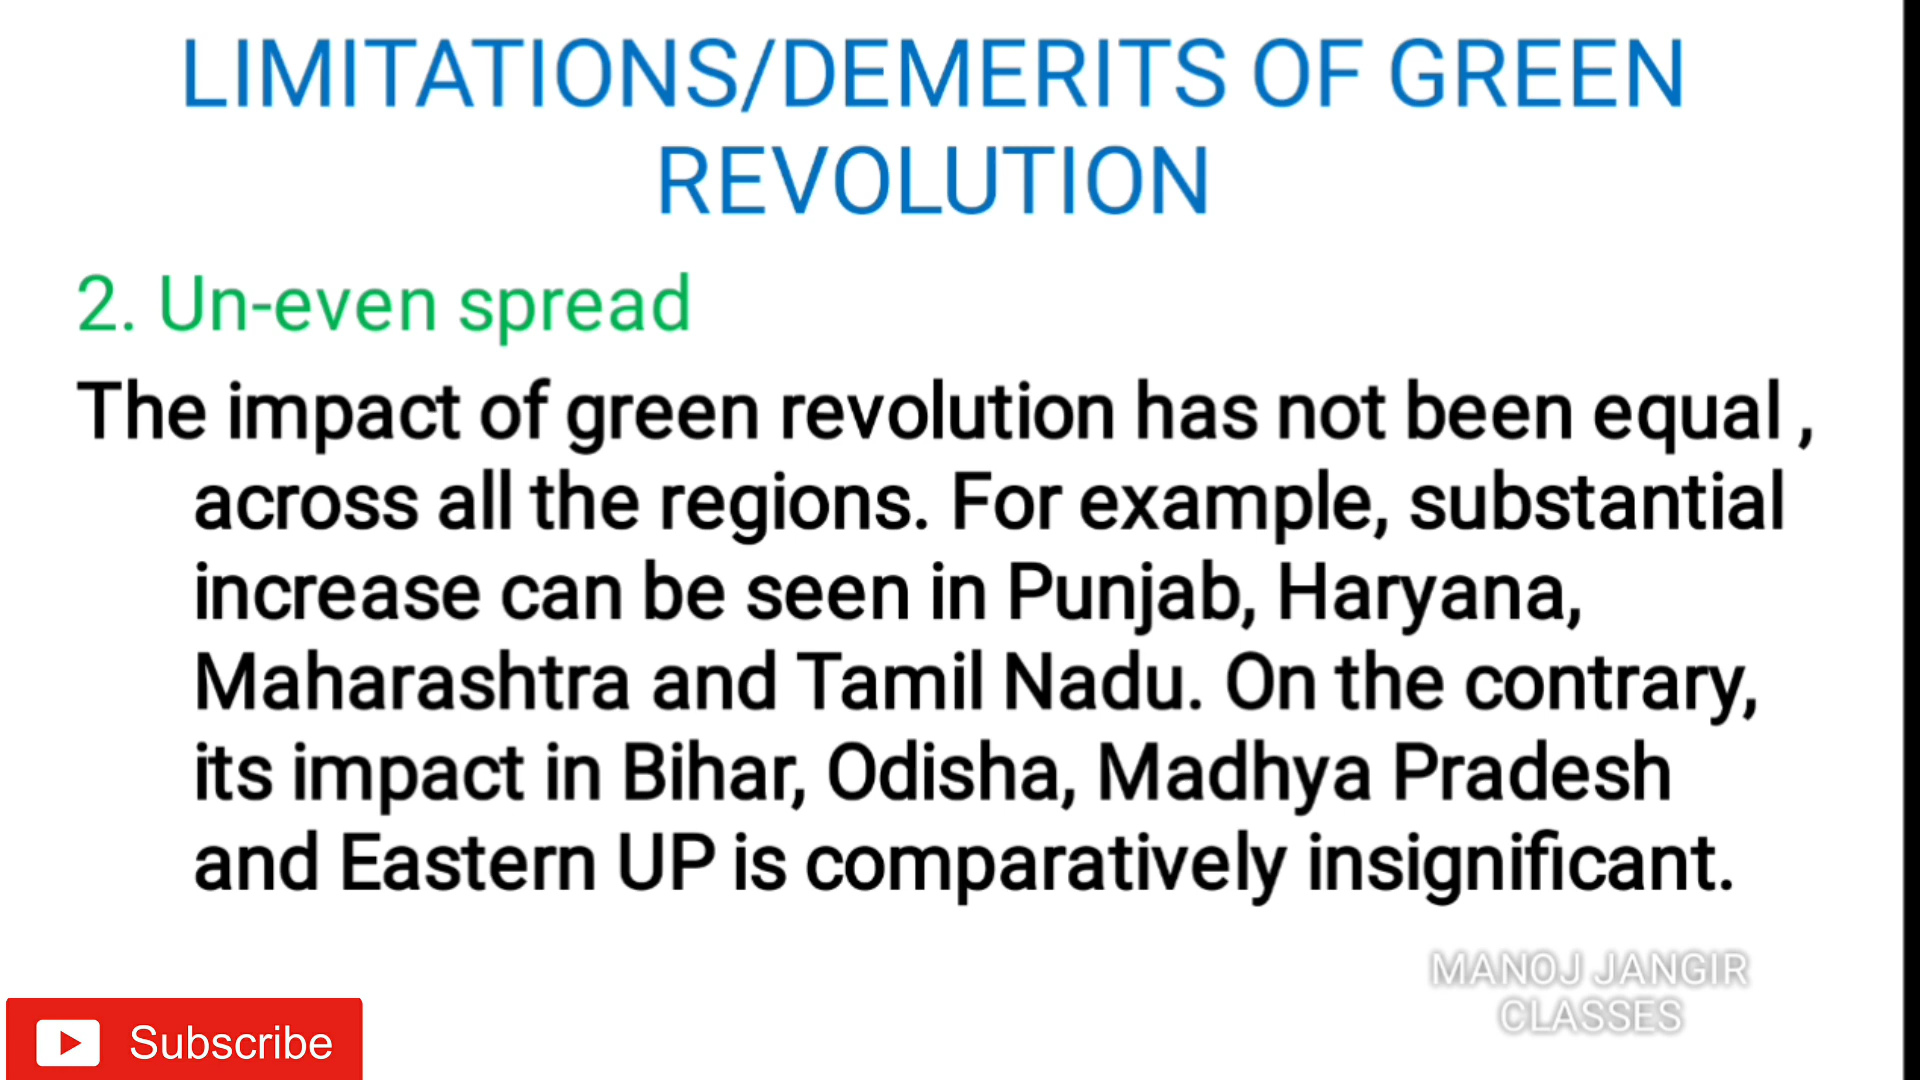 LIMITATIONS/DEMERITS OF GREEN
REVOLUTION
2. Un-even spread
The impact of green revolution has not been equal ,
across all the regions. For example, substantial
increase can be seen in Punjab, Haryana,
Maharashtra and Tamil Nadu. On the contrary,
its impact in Bihar, Odisha, Madhya Pradesh
and Eastern UP is comparatively insignificant.
MANOJ JANGIR
CLASSES
Subscribe